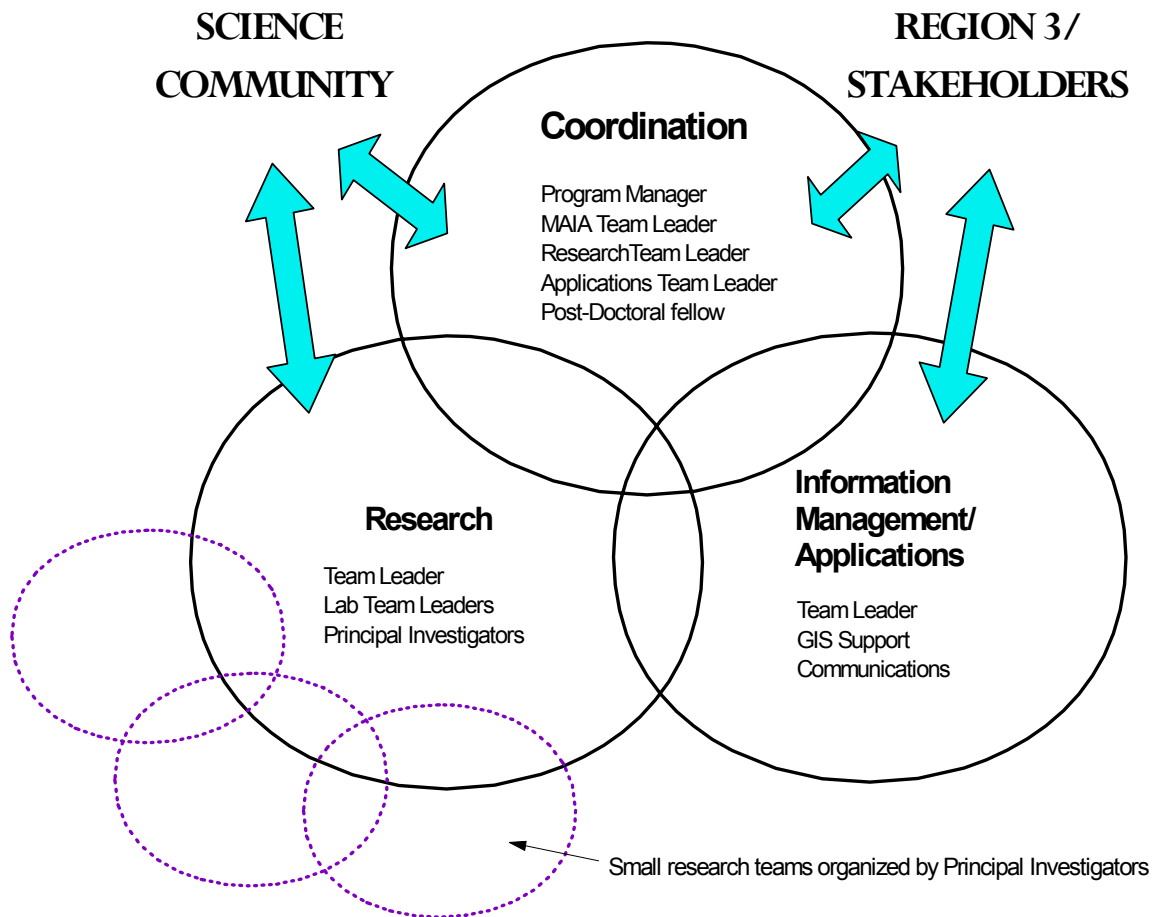 SCIENCE
COMMUNITY
REGION 3/
STAKEHOLDERS
Coordination
Program Manager
MAIA Team Leader
ResearchTeam Leader
Applications Team Leader
Post-Doctoral fellow
Research
Team Leader
Lab Team Leaders
Principal Investigators
Information
Management/
Applications
Team Leader
GIS Support
Communications
Small research teams organized by Principal Investigators